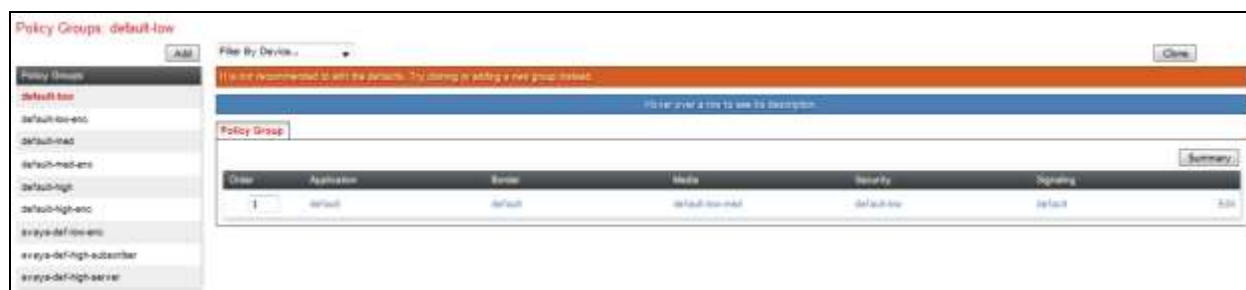 Policy Groups: default-low
Add
Filter By Device...
Clone
Policy Groups
It is not recommended to edit the defaults. Try cloning or adding a new group instead.
default-low
Hover over a row to see its description.
default-low-enc
Policy Group
default-med
default-med-enc
Summary
default-high
Order Application Border Media Security Signaling
default-high-enc
1 default default default-low-med default-low default Edit
avaya-def-low-enc
avaya-def-high-subscriber
avaya-def-high-server